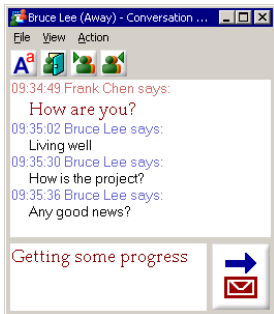 Bruce Lee (Away) - Conversation ...
File View Action
Aa
09:34:49 Frank Chen says:
How are you?
09:35:02 Bruce Lee says:
Living well
09:35:30 Bruce Lee says:
How is the project?
09:35:36 Bruce Lee says:
Any good news?
Getting some progress